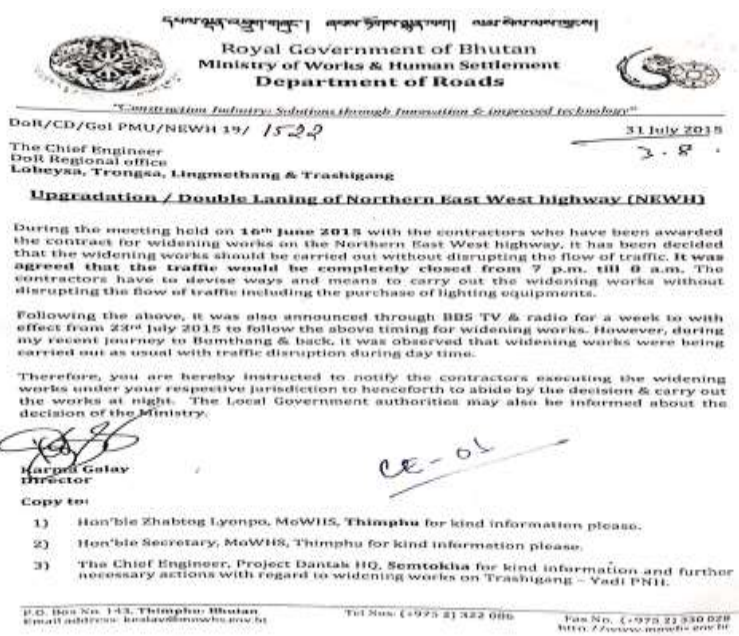 Royal Government of Bhutan
Ministry of Works & Human Settlement
Department of Roads
"Construction Industry: Solutions through Innovation & improved technology"
DoR/CD/GoI PMU/NEWH 19/ 1522
31 July 2015
3.8.
The Chief Engineer
DoR Regional office
Lobeysa, Trongsa, Lingmethang & Trashigang
Upgradation / Double Laning of Northern East West highway (NEWH)
During the meeting held on 16th June 2015 with the contractors who have been awarded
the contract for widening works on the Northern East West highway, it has been decided
that the widening works should be carried out without disrupting the flow of traffic. It was
agreed that the traffic would be completely closed from 7 p.m. till 8 a.m. The
contractors have to devise ways and means to carry out the widening works without
disrupting the flow of traffic including the purchase of lighting equipments.
Following the above, it was also announced through BBS TV & radio for a week to with
effect from 23rd July 2015 to follow the above timing for widening works. However, during
my recent journey to Bumthang & back, it was observed that widening works were being
carried out as usual with traffic disruption during day time.
Therefore, you are hereby instructed to notify the contractors executing the widening
works under your respective jurisdiction to henceforth to abide by the decision & carry out
the works at night. The Local Government authorities may also be informed about the
decision of the Ministry.
CE-01
Karma Galay
Director
Copy to:
1) Hon'ble Zhabtog Lyonpo, MoWHS, Thimphu for kind information please.
2) Hon'ble Secretary, MoWHS, Thimphu for kind information please.
3) The Chief Engineer, Project Dantak HQ, Semtokha for kind information and further
necessary actions with regard to widening works on Trashigang – Yadi PNH.
P.O. Box No. 143, Thimphu: Bhutan
Tel Nos: (+975 2) 322 086
Fax No. (+975 2) 330 028
Email address: